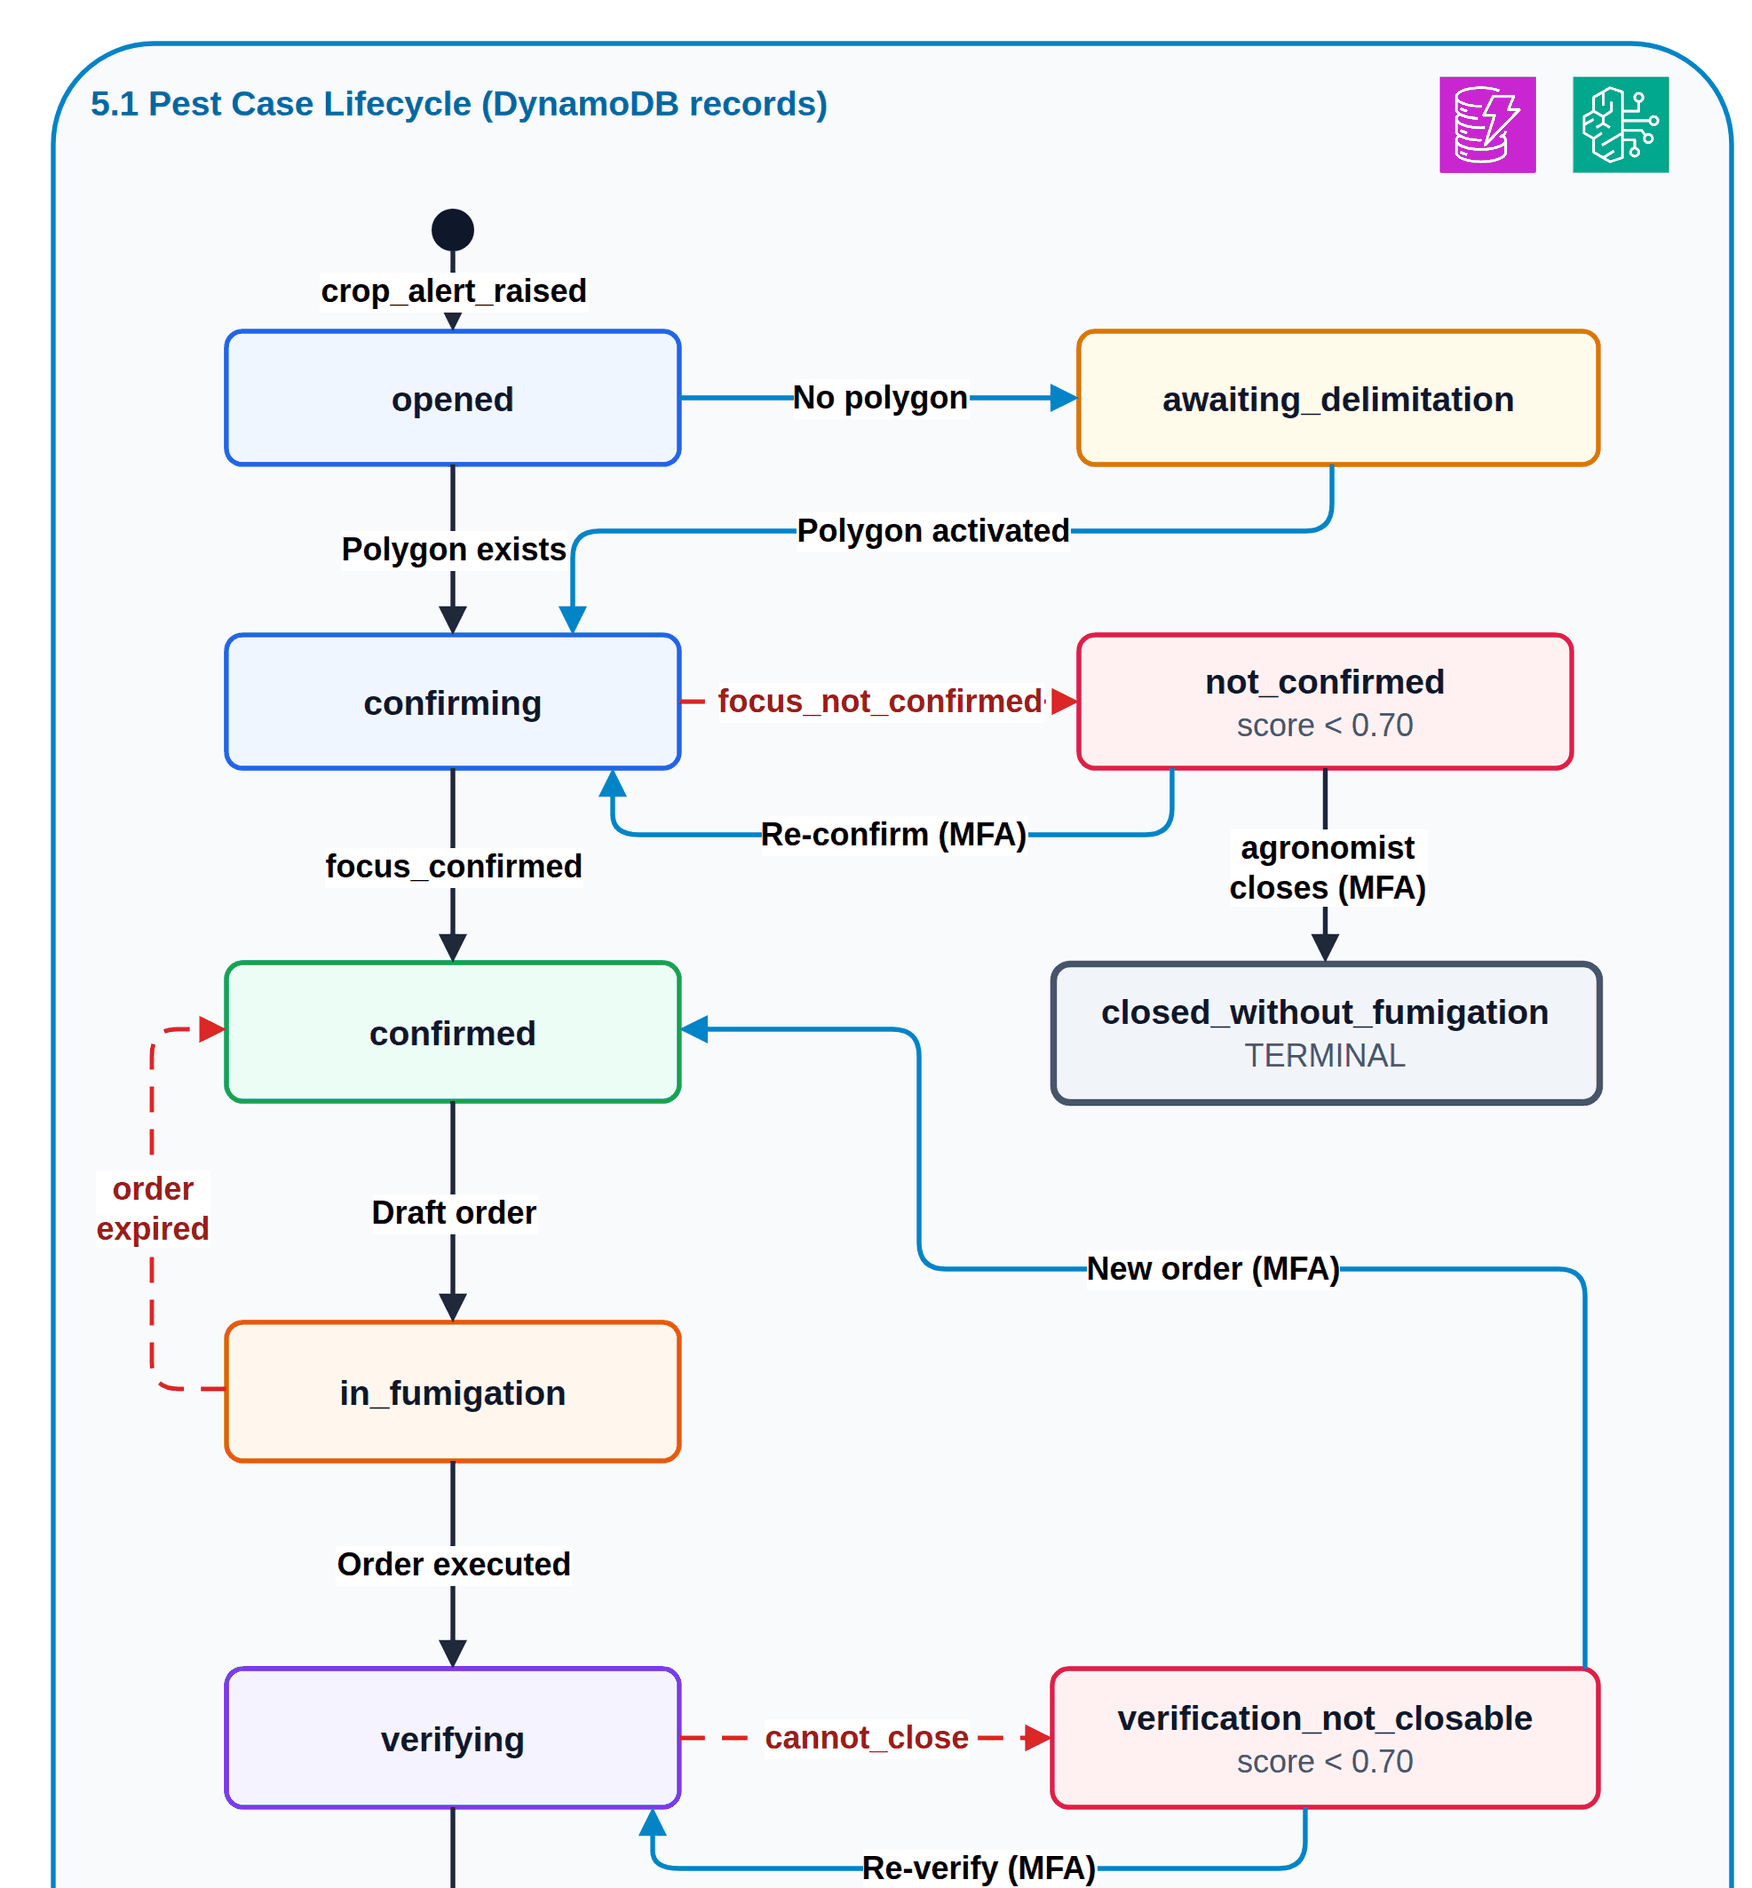 5.1 Pest Case Lifecycle (DynamoDB records)
crop_alert_raised
opened
No polygon
awaiting_delimitation
Polygon activated
Polygon exists
confirming
focus_not_confirmed
not_confirmed
score < 0.70
Re-confirm (MFA)
agronomist
closes (MFA)
focus_confirmed
confirmed
closed_without_fumigation
TERMINAL
order
expired
Draft order
New order (MFA)
in_fumigation
Order executed
verifying
cannot_close
verification_not_closable
score < 0.70
Re-verify (MFA)